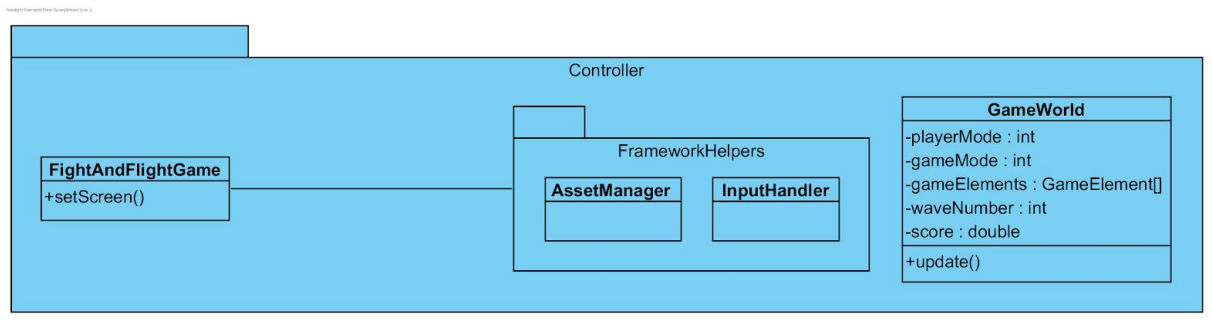 Controller
FightAndFlightGame
+setScreen()
FrameworkHelpers
AssetManager
InputHandler
GameWorld
-playerMode : int
-gameMode : int
-gameElements : GameElement[]
-waveNumber : int
-score : double
+update()